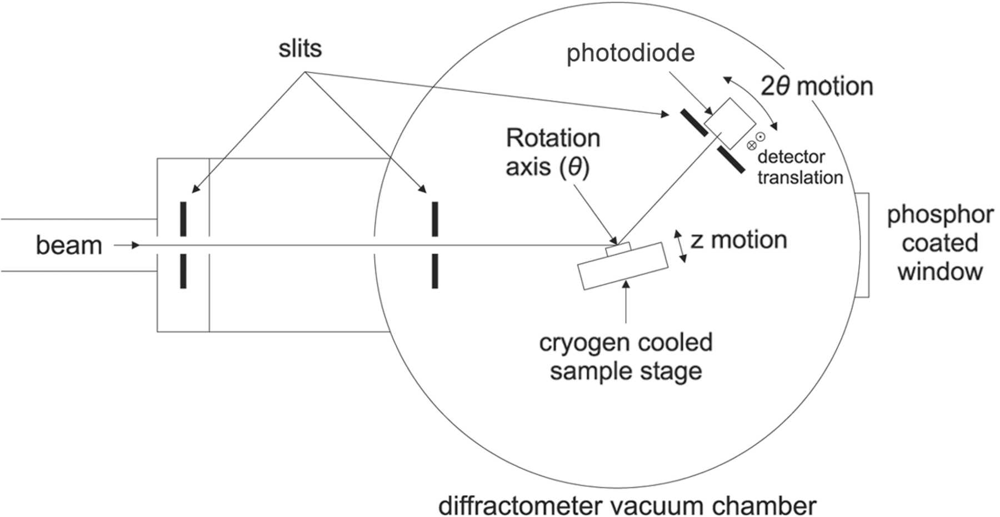 slits
photodiode
2θ motion
Rotation
axis (θ)
detector
translation
beam
z motion
phosphor
coated
window
cryogen cooled
sample stage
diffractometer vacuum chamber